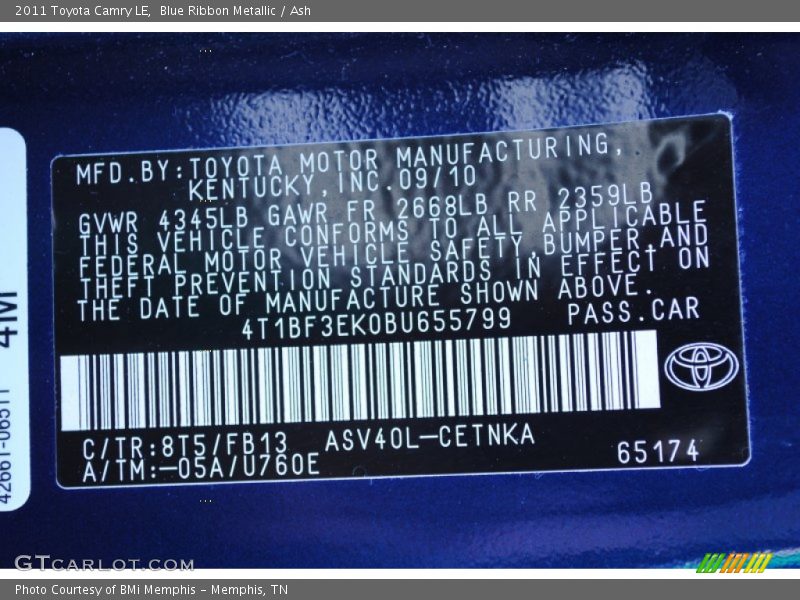 2011 Toyota Camry LE, Blue Ribbon Metallic / Ash
MFD.BY:TOYOTA MOTOR MANUFACTURING,
KENTUCKY,INC.09/10
GVWR 4345LB GAWR FR 2668LB RR 2359LB
THIS VEHICLE CONFORMS TO ALL APPLICABLE
FEDERAL MOTOR VEHICLE SAFETY,BUMPER,AND
THEFT PREVENTION STANDARDS IN EFFECT ON
THE DATE OF MANUFACTURE SHOWN ABOVE.
4T1BF3EK0BU655799 PASS.CAR
C/TR:8T5/FB13 ASV40L-CETNKA
A/TM:-05A/U760E 65174
42661-06511
4M
GTcarlot.com
Photo Courtesy of BMi Memphis - Memphis, TN